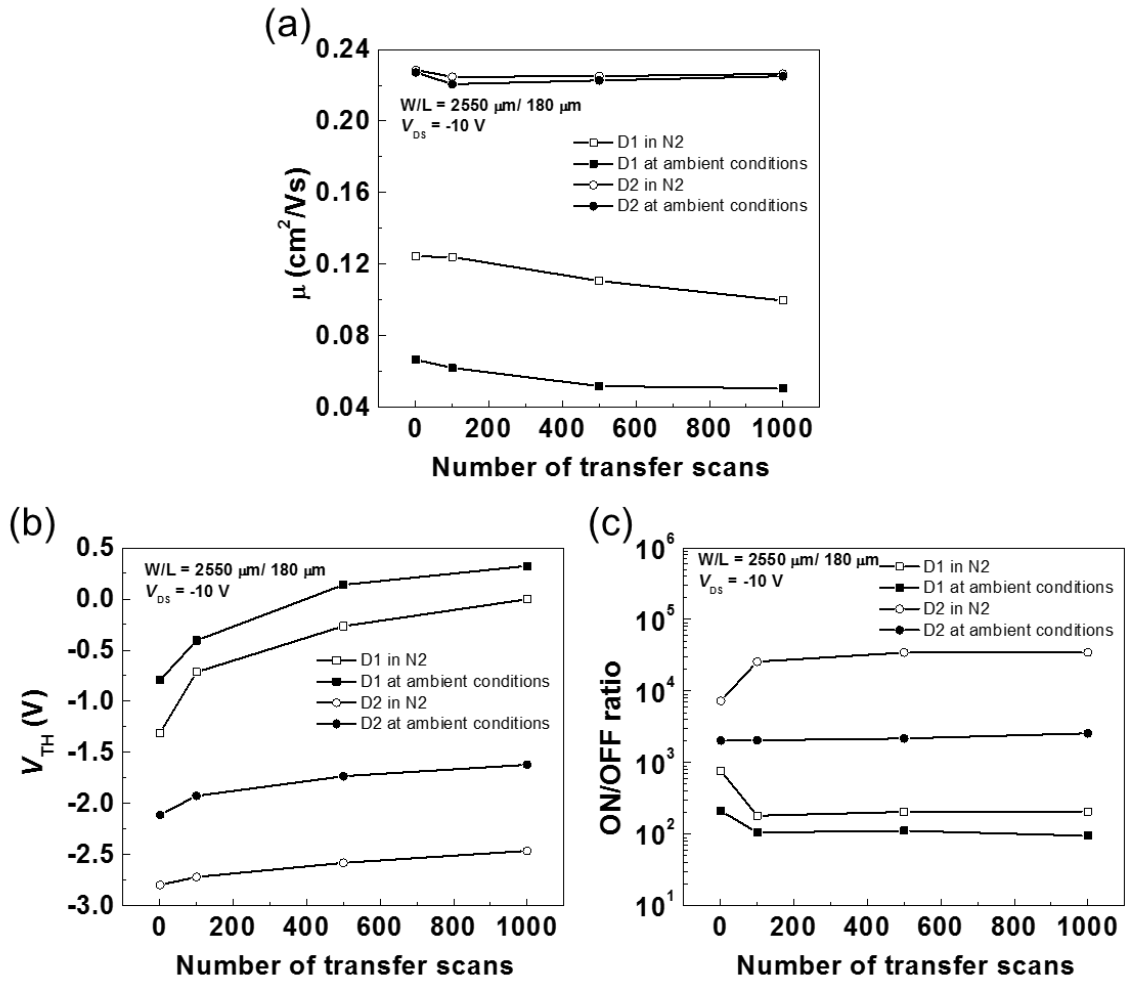 (a)
0.24
0.20
0.16
0.12
0.08
0.04
μ (cm²/Vs)
W/L = 2550 μm/ 180 μm
V_DS = -10 V
D1 in N2
D1 at ambient conditions
D2 in N2
D2 at ambient conditions
0 200 400 600 800 1000
Number of transfer scans
(b)
0.5
0.0
-0.5
-1.0
-1.5
-2.0
-2.5
-3.0
V_TH (V)
W/L = 2550 μm/ 180 μm
V_DS = -10 V
D1 in N2
D1 at ambient conditions
D2 in N2
D2 at ambient conditions
0 200 400 600 800 1000
Number of transfer scans
(c)
10⁶
10⁵
10⁴
10³
10²
10¹
ON/OFF ratio
W/L = 2550 μm/ 180 μm
V_DS = -10 V
D1 in N2
D1 at ambient conditions
D2 in N2
D2 at ambient conditions
0 200 400 600 800 1000
Number of transfer scans